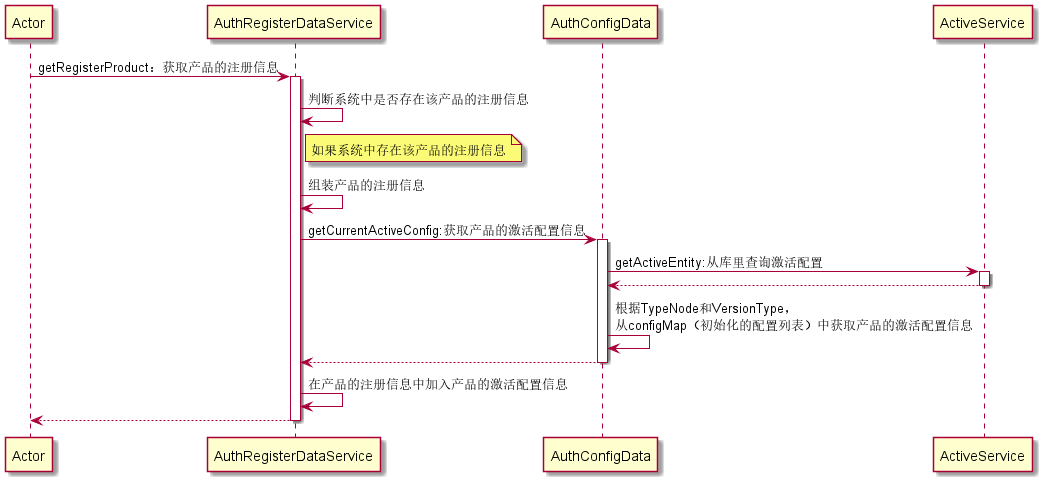 Actor
AuthRegisterDataService
AuthConfigData
ActiveService
getRegisterProduct：获取产品的注册信息
判断系统中是否存在该产品的注册信息
如果系统中存在该产品的注册信息
组装产品的注册信息
getCurrentActiveConfig:获取产品的激活配置信息
getActiveEntity:从库里查询激活配置
根据TypeNode和VersionType，
从configMap（初始化的配置列表）中获取产品的激活配置信息
在产品的注册信息中加入产品的激活配置信息
Actor
AuthRegisterDataService
AuthConfigData
ActiveService